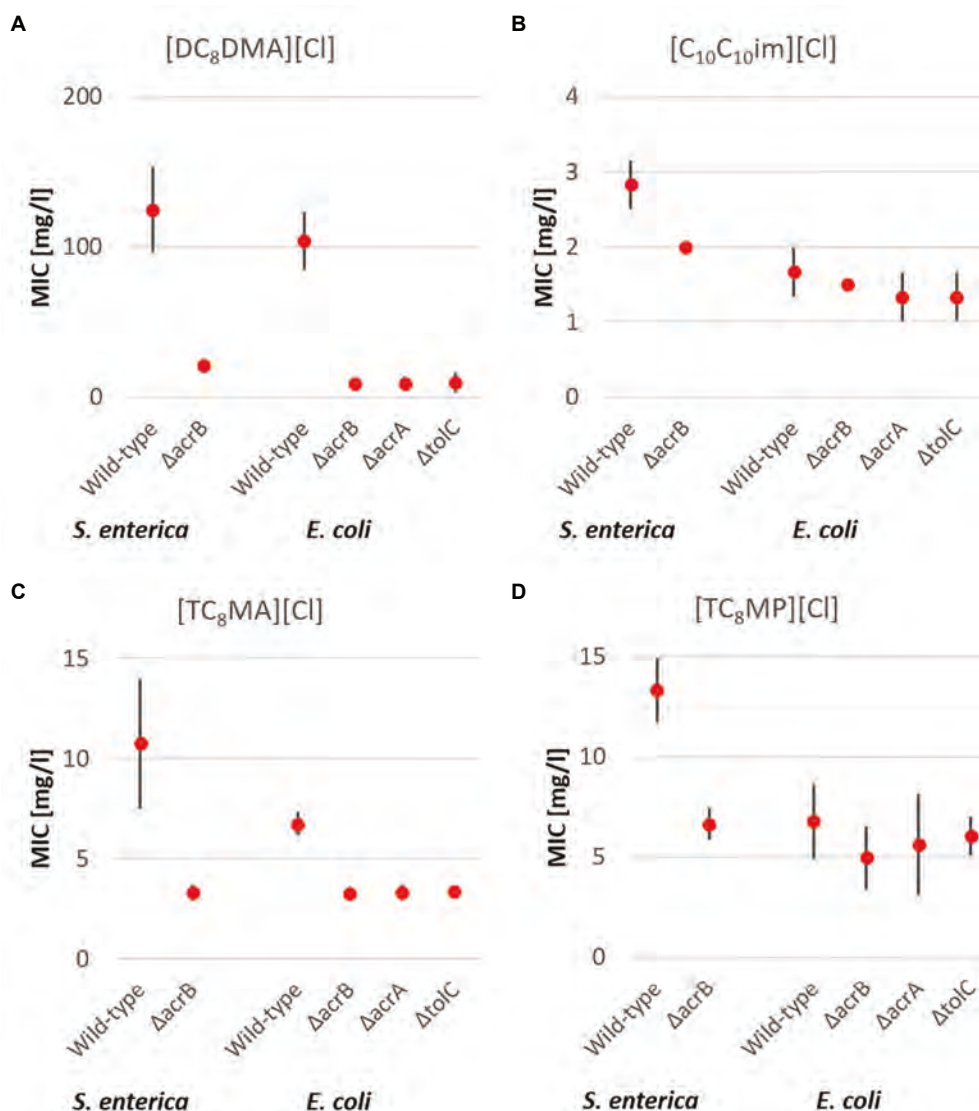 A
[DC₈DMA][Cl]
200
100
0
MIC [mg/l]
Wild-type
ΔacrB
Wild-type
ΔacrB
ΔacrA
ΔtolC
S. enterica
E. coli
B
[C₁₀C₁₀im][Cl]
4
3
2
1
0
MIC [mg/l]
Wild-type
ΔacrB
Wild-type
ΔacrB
ΔacrA
ΔtolC
S. enterica
E. coli
C
[TC₈MA][Cl]
15
10
5
0
MIC [mg/l]
Wild-type
ΔacrB
Wild-type
ΔacrB
ΔacrA
ΔtolC
S. enterica
E. coli
D
[TC₈MP][Cl]
15
10
5
0
MIC [mg/l]
Wild-type
ΔacrB
Wild-type
ΔacrB
ΔacrA
ΔtolC
S. enterica
E. coli